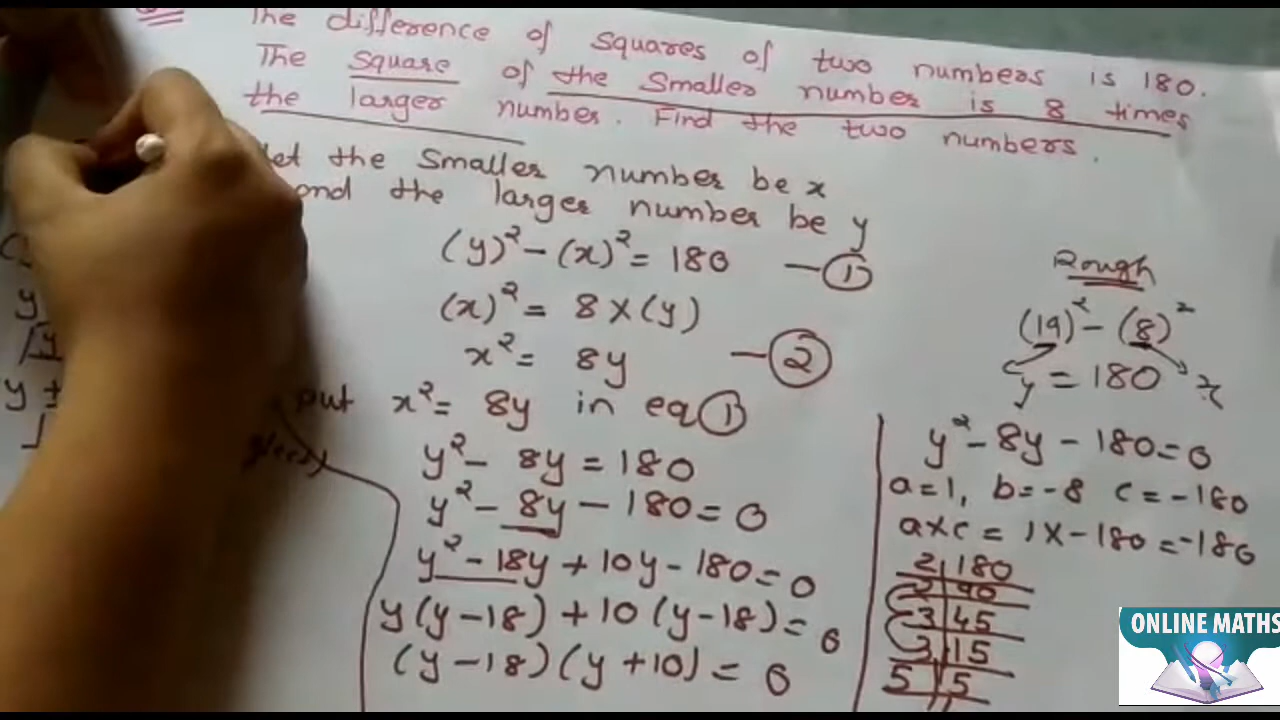 The difference of squares of two numbers is 180.
The square of the smaller number is 8 times
the larger number. Find the two numbers.
Let the smaller number be x
and the larger number be y
(y)² - (x)² = 180 — ①
(x)² = 8 × (y)
x² = 8y — ②
put x² = 8y in eq ①
y² - 8y = 180
y² - 8y - 180 = 0
y² - 18y + 10y - 180 = 0
y(y - 18) + 10(y - 18) = 0
(y - 18)(y + 10) = 0
y
y +
Rough
(19)² - (8)²
y = 180 x
y² - 8y - 180 = 0
a = 1, b = -8 c = -180
a×c = 1 × -180 = -180
2 | 180
2 | 90
3 | 45
3 | 15
5 | 5
ONLINE MATHS